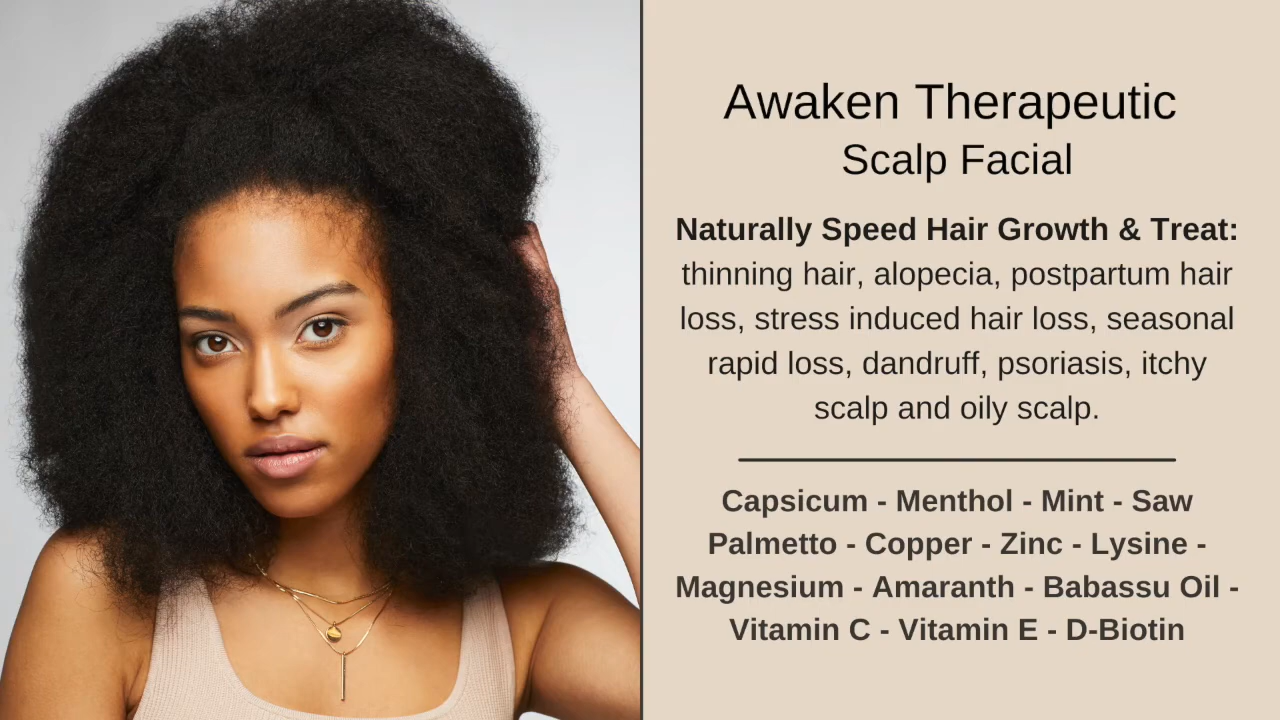 Awaken Therapeutic
Scalp Facial
Naturally Speed Hair Growth & Treat:
thinning hair, alopecia, postpartum hair
loss, stress induced hair loss, seasonal
rapid loss, dandruff, psoriasis, itchy
scalp and oily scalp.
Capsicum - Menthol - Mint - Saw
Palmetto - Copper - Zinc - Lysine -
Magnesium - Amaranth - Babassu Oil -
Vitamin C - Vitamin E - D-Biotin